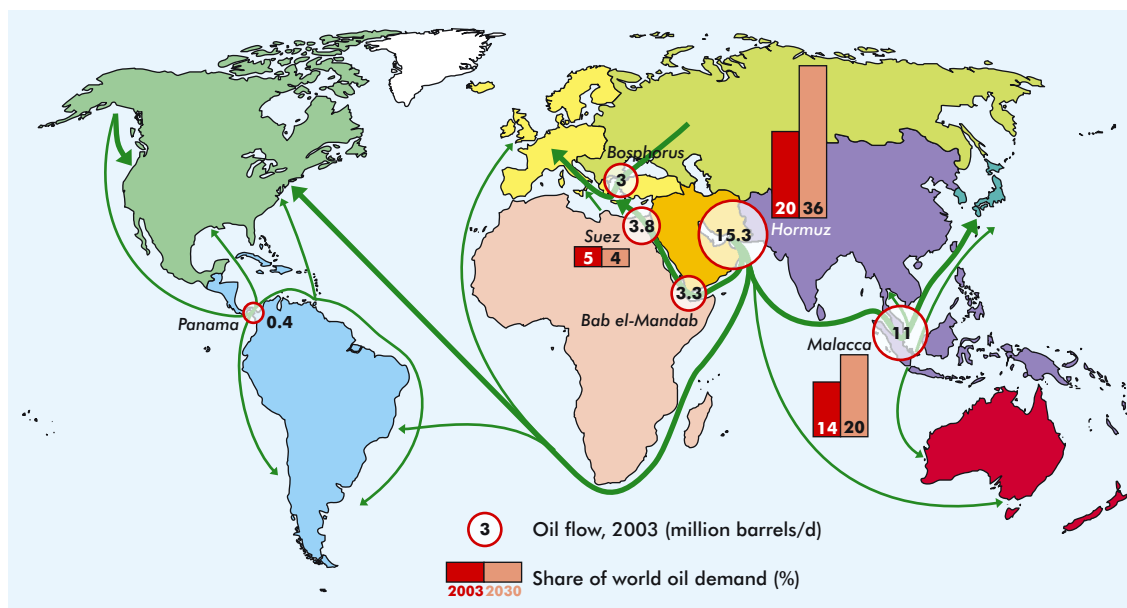 Bosphorus
3
20 36
Hormuz
3.8
15.3
Suez
5 4
3.3
Bab el-Mandab
Panama
0.4
11
Malacca
14 20
3 Oil flow, 2003 (million barrels/d)
Share of world oil demand (%)
2003 2030